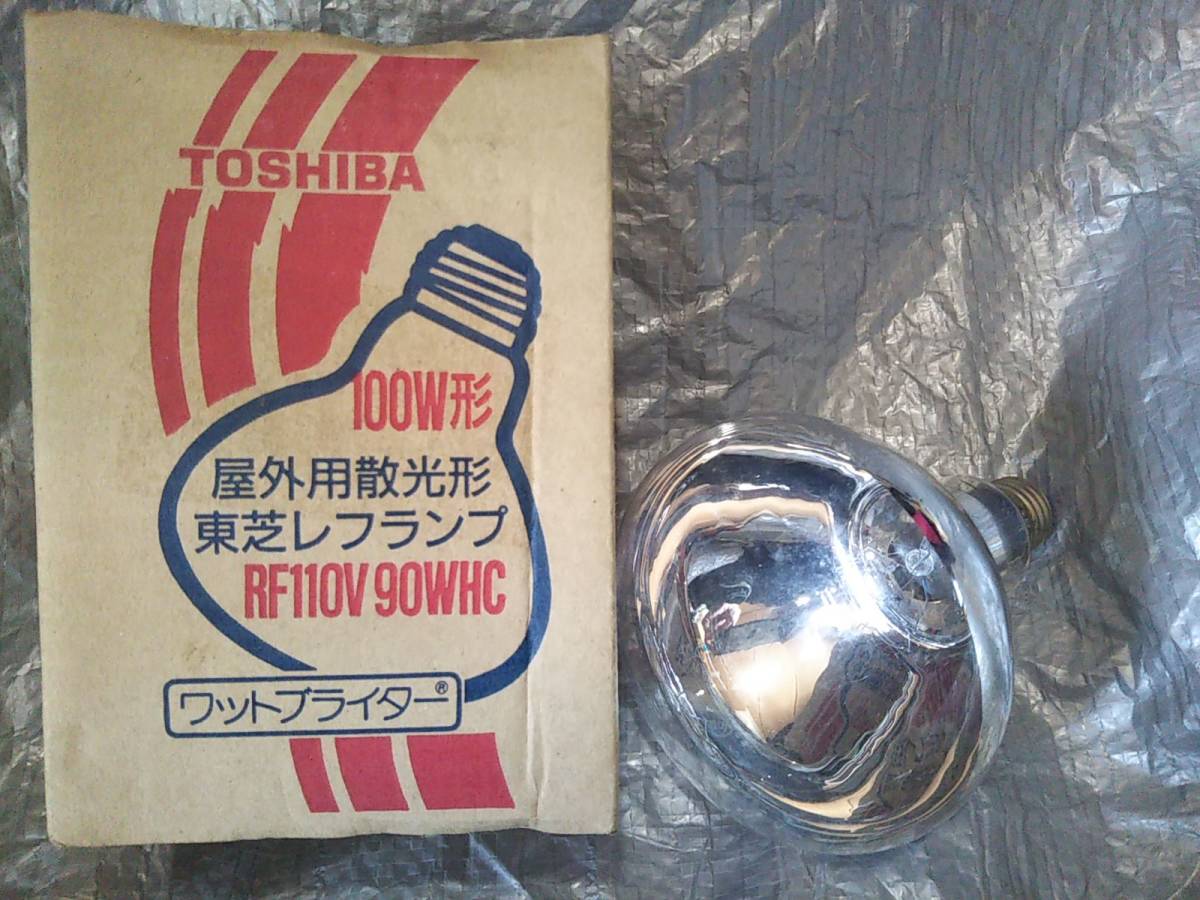 TOSHIBA
100W形
屋外用散光形
東芝レフランプ
RF110V 90WHC
ワットブライター®